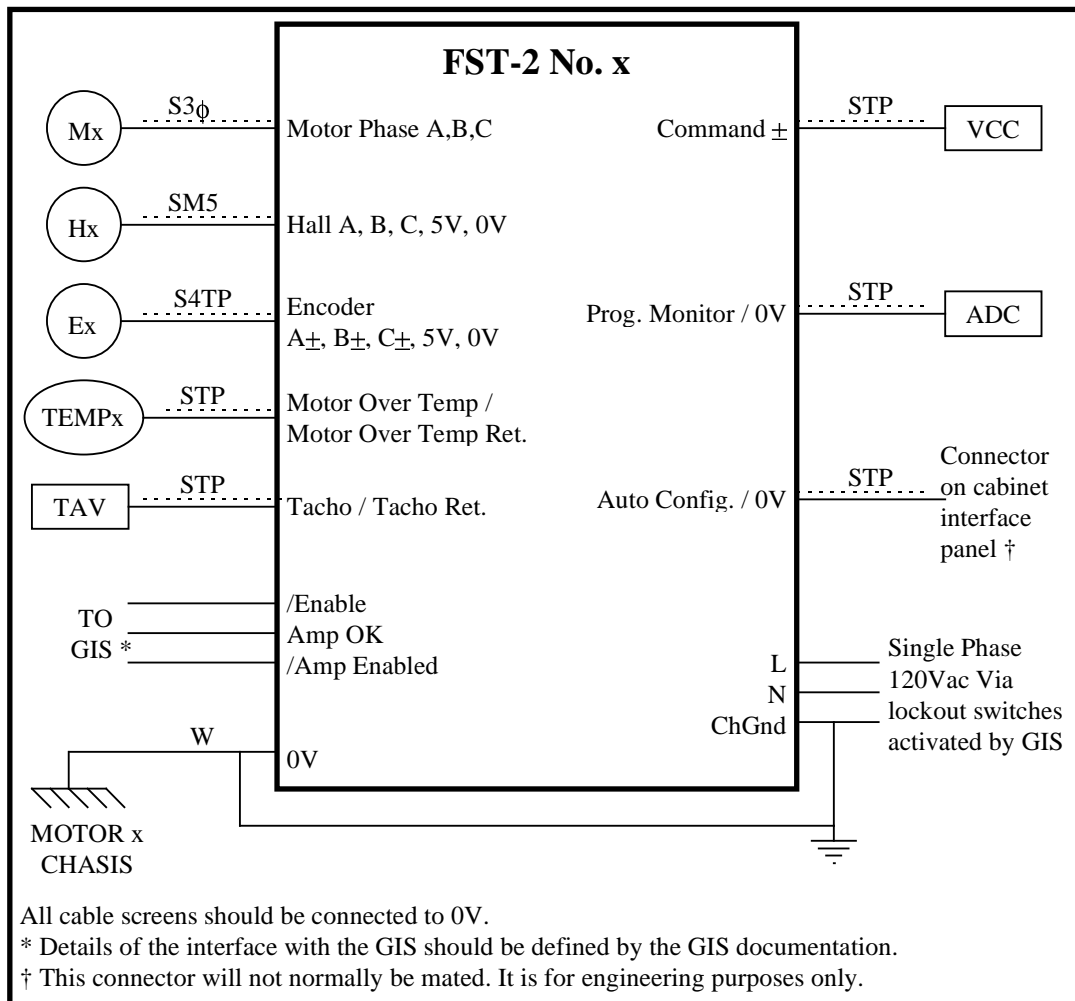 FST-2 No. x
Mx
S3ϕ
Motor Phase A,B,C
Command ±
STP
VCC
Hx
SM5
Hall A, B, C, 5V, 0V
Ex
S4TP
Encoder
A±, B±, C±, 5V, 0V
Prog. Monitor / 0V
STP
ADC
TEMPx
STP
Motor Over Temp /
Motor Over Temp Ret.
TAV
STP
Tacho / Tacho Ret.
Auto Config. / 0V
STP
Connector
on cabinet
interface
panel †
TO
GIS *
/Enable
Amp OK
/Amp Enabled
L
N
ChGnd
Single Phase
120Vac Via
lockout switches
activated by GIS
W
0V
MOTOR x
CHASIS
All cable screens should be connected to 0V.
* Details of the interface with the GIS should be defined by the GIS documentation.
† This connector will not normally be mated. It is for engineering purposes only.